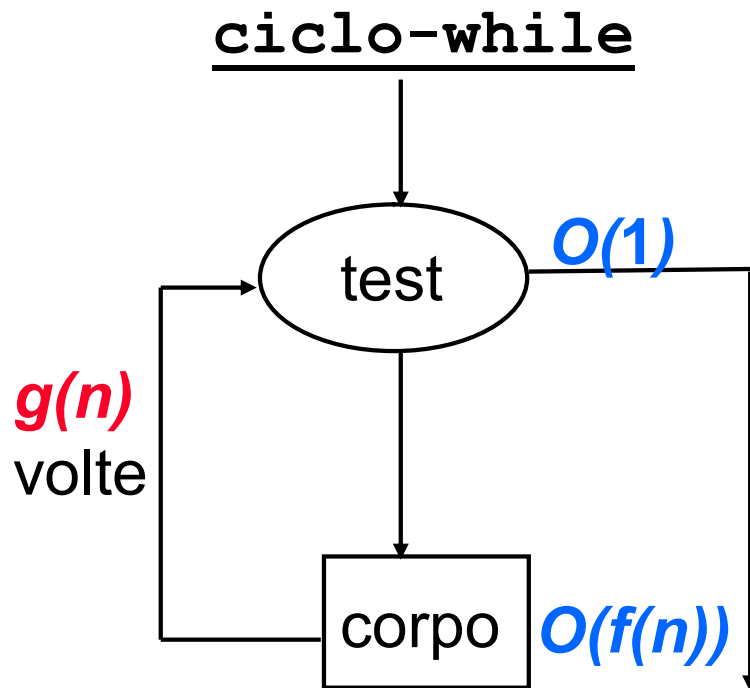 ciclo-while
O(1)
test
g(n)
volte
corpo
O(f(n))